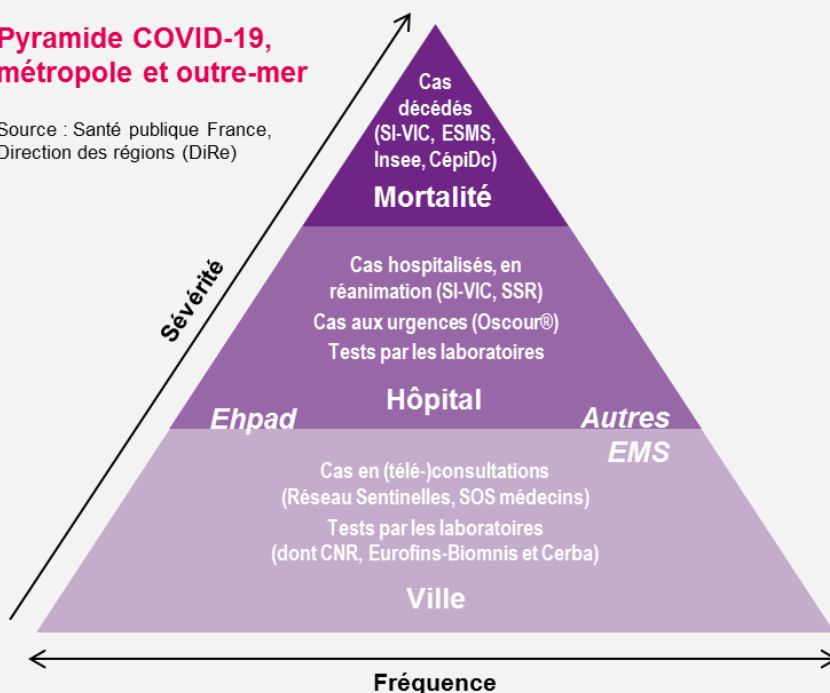 Pyramide COVID-19,
métropole et outre-mer
Source : Santé publique France,
Direction des régions (DiRe)
Cas
décédés
(SI-VIC, ESMS,
Insee, CépiDc)
Mortalité
Sévérité
Cas hospitalisés, en
réanimation (SI-VIC, SSR)
Cas aux urgences (Oscour®)
Tests par les laboratoires
Hôpital
Ehpad
Autres
EMS
Cas en (télé-)consultations
(Réseau Sentinelles, SOS médecins)
Tests par les laboratoires
(dont CNR, Eurofins-Biomnis et Cerba)
Ville
Fréquence